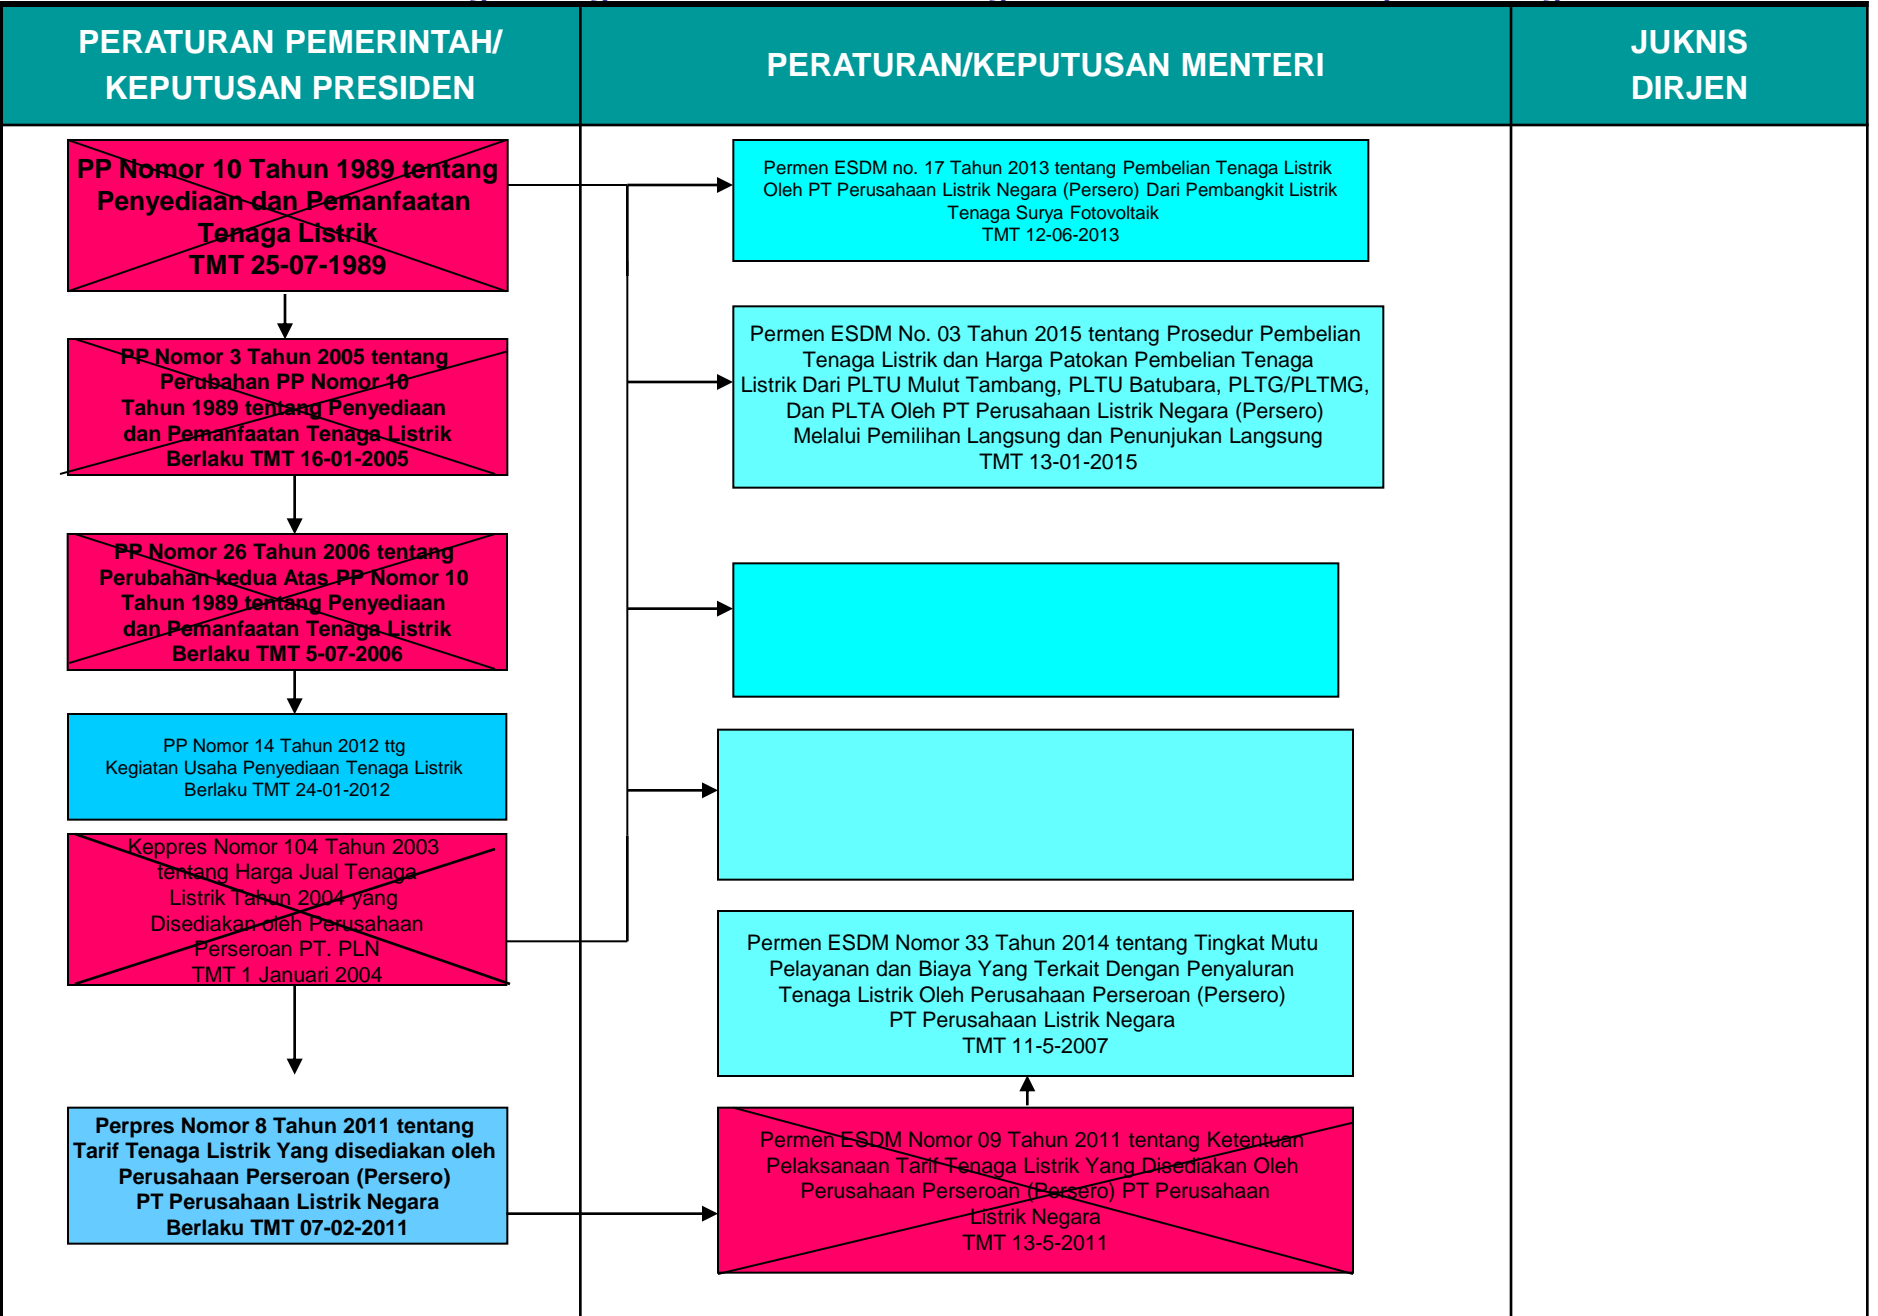 PERATURAN PEMERINTAH/
KEPUTUSAN PRESIDEN
PERATURAN/KEPUTUSAN MENTERI
JUKNIS
DIRJEN
PP Nomor 10 Tahun 1989 tentang
Penyediaan dan Pemanfaatan
Tenaga Listrik
TMT 25-07-1989
PP Nomor 3 Tahun 2005 tentang
Perubahan PP Nomor 10
Tahun 1989 tentang Penyediaan
dan Pemanfaatan Tenaga Listrik
Berlaku TMT 16-01-2005
PP Nomor 26 Tahun 2006 tentang
Perubahan kedua Atas PP Nomor 10
Tahun 1989 tentang Penyediaan
dan Pemanfaatan Tenaga Listrik
Berlaku TMT 5-07-2006
PP Nomor 14 Tahun 2012 ttg
Kegiatan Usaha Penyediaan Tenaga Listrik
Berlaku TMT 24-01-2012
Keppres Nomor 104 Tahun 2003
tentang Harga Jual Tenaga
Listrik Tahun 2004 yang
Disediakan oleh Perusahaan
Perseroan PT. PLN
TMT 1 Januari 2004
Perpres Nomor 8 Tahun 2011 tentang
Tarif Tenaga Listrik Yang disediakan oleh
Perusahaan Perseroan (Persero)
PT Perusahaan Listrik Negara
Berlaku TMT 07-02-2011
Permen ESDM no. 17 Tahun 2013 tentang Pembelian Tenaga Listrik
Oleh PT Perusahaan Listrik Negara (Persero) Dari Pembangkit Listrik
Tenaga Surya Fotovoltaik
TMT 12-06-2013
Permen ESDM No. 03 Tahun 2015 tentang Prosedur Pembelian
Tenaga Listrik dan Harga Patokan Pembelian Tenaga
Listrik Dari PLTU Mulut Tambang, PLTU Batubara, PLTG/PLTMG,
Dan PLTA Oleh PT Perusahaan Listrik Negara (Persero)
Melalui Pemilihan Langsung dan Penunjukan Langsung
TMT 13-01-2015
Permen ESDM Nomor 33 Tahun 2014 tentang Tingkat Mutu
Pelayanan dan Biaya Yang Terkait Dengan Penyaluran
Tenaga Listrik Oleh Perusahaan Perseroan (Persero)
PT Perusahaan Listrik Negara
TMT 11-5-2007
Permen ESDM Nomor 09 Tahun 2011 tentang Ketentuan
Pelaksanaan Tarif Tenaga Listrik Yang Disediakan Oleh
Perusahaan Perseroan (Persero) PT Perusahaan
Listrik Negara
TMT 13-5-2011